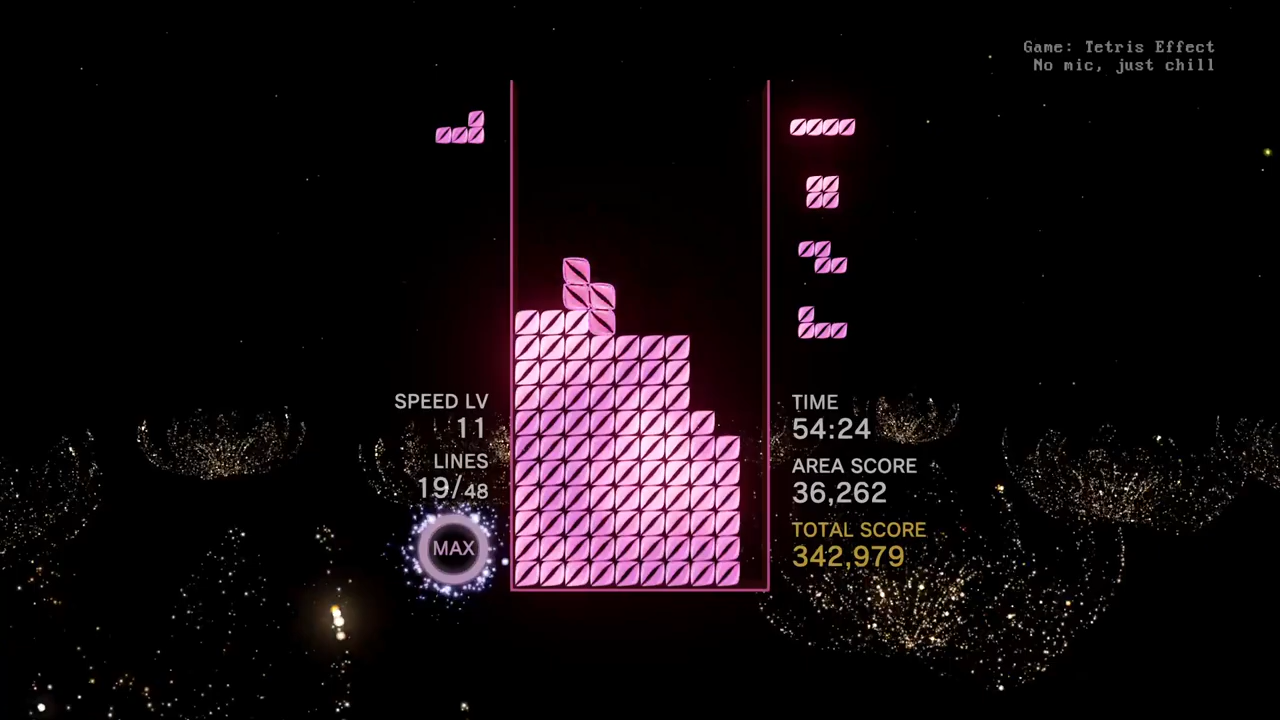 Game: Tetris Effect
No mic, just chill
SPEED LV
11
LINES
19/48
MAX
TIME
54:24
AREA SCORE
36,262
TOTAL SCORE
342,979